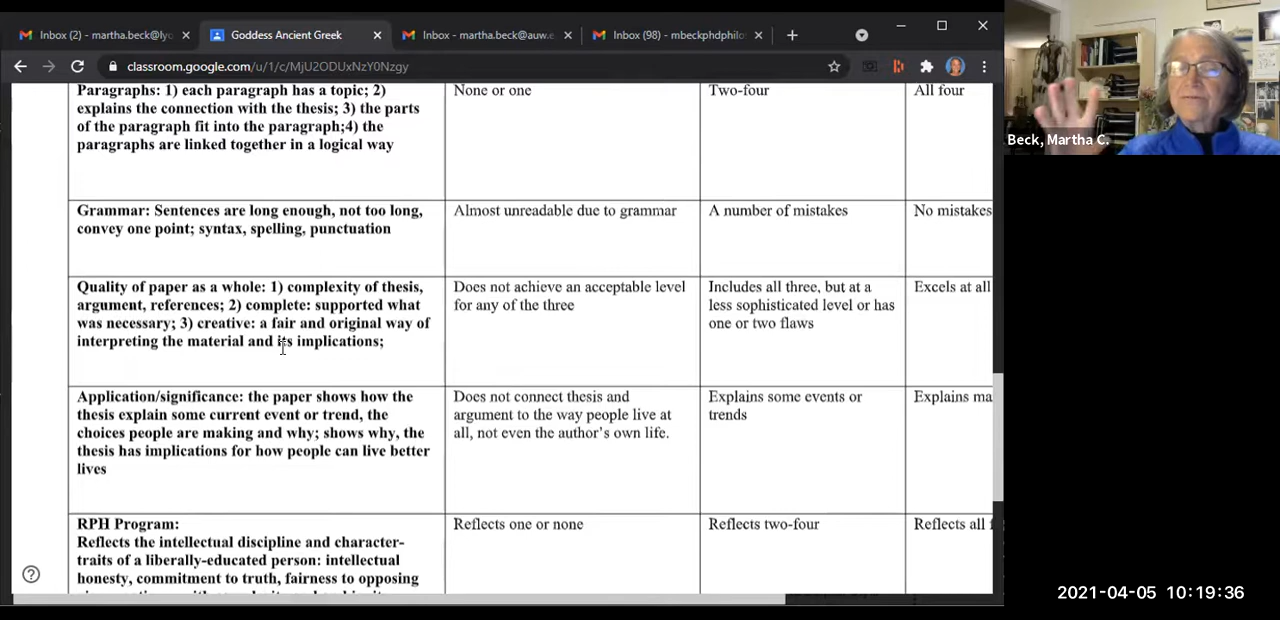 Inbox (2) - martha.beck@lyo
Goddess Ancient Greek
Inbox - martha.beck@auw.e
Inbox (98) - mbeckphdphilo
classroom.google.com/u/1/c/MjU2ODUxNzY0Nzgy
Paragraphs: 1) each paragraph has a topic; 2)
explains the connection with the thesis; 3) the parts
of the paragraph fit into the paragraph;4) the
paragraphs are linked together in a logical way
None or one
Two-four
All four
Grammar: Sentences are long enough, not too long,
convey one point; syntax, spelling, punctuation
Almost unreadable due to grammar
A number of mistakes
No mistakes
Quality of paper as a whole: 1) complexity of thesis,
argument, references; 2) complete: supported what
was necessary; 3) creative: a fair and original way of
interpreting the material and its implications;
Does not achieve an acceptable level
for any of the three
Includes all three, but at a
less sophisticated level or has
one or two flaws
Excels at all
Application/significance: the paper shows how the
thesis explain some current event or trend, the
choices people are making and why; shows why, the
thesis has implications for how people can live better
lives
Does not connect thesis and
argument to the way people live at
all, not even the author's own life.
Explains some events or
trends
Explains ma
RPH Program:
Reflects the intellectual discipline and character-
traits of a liberally-educated person: intellectual
honesty, commitment to truth, fairness to opposing
Reflects one or none
Reflects two-four
Reflects all
Beck, Martha C.
2021-04-05 10:19:36